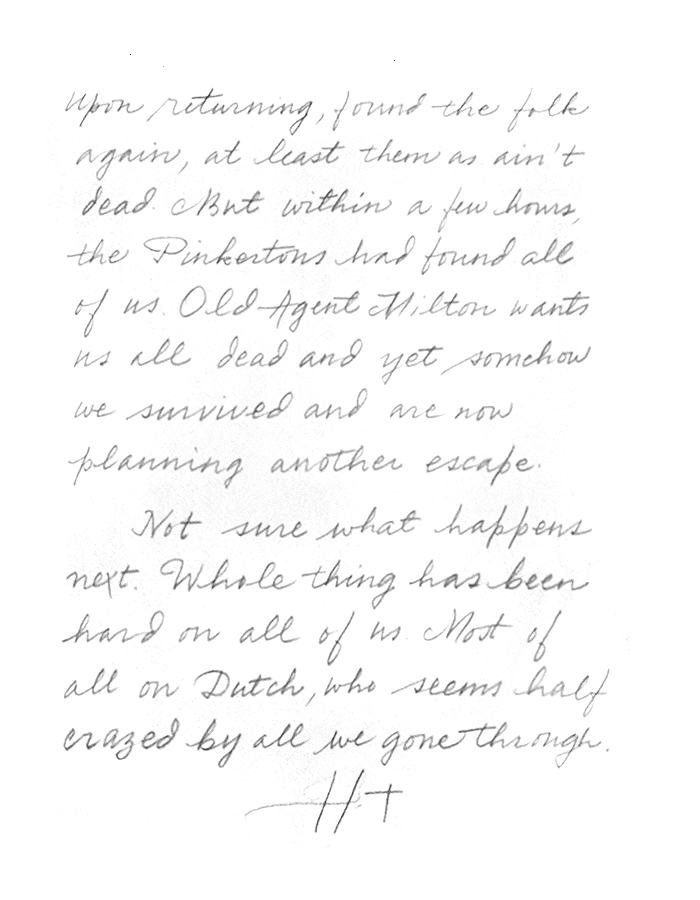 Upon returning, found the folk
again, at least them as ain't
dead. But within a few hours,
the Pinkertons had found all
of us. Old Agent Milton wants
us all dead and yet somehow
we survived and are now
planning another escape.
Not sure what happens
next. Whole thing has been
hard on all of us. Most of
all on Dutch, who seems half
crazed by all we gone through.